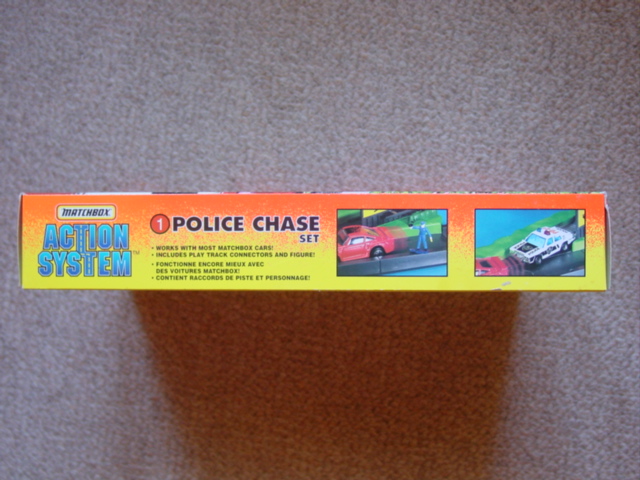 MATCHBOX
ACTION
SYSTEM™
1 POLICE CHASE
SET
• WORKS WITH MOST MATCHBOX CARS!
• INCLUDES PLAY TRACK CONNECTORS AND FIGURE!
• FONCTIONNE ENCORE MIEUX AVEC
DES VOITURES MATCHBOX!
• CONTIENT RACCORDS DE PISTE ET PERSONNAGE!